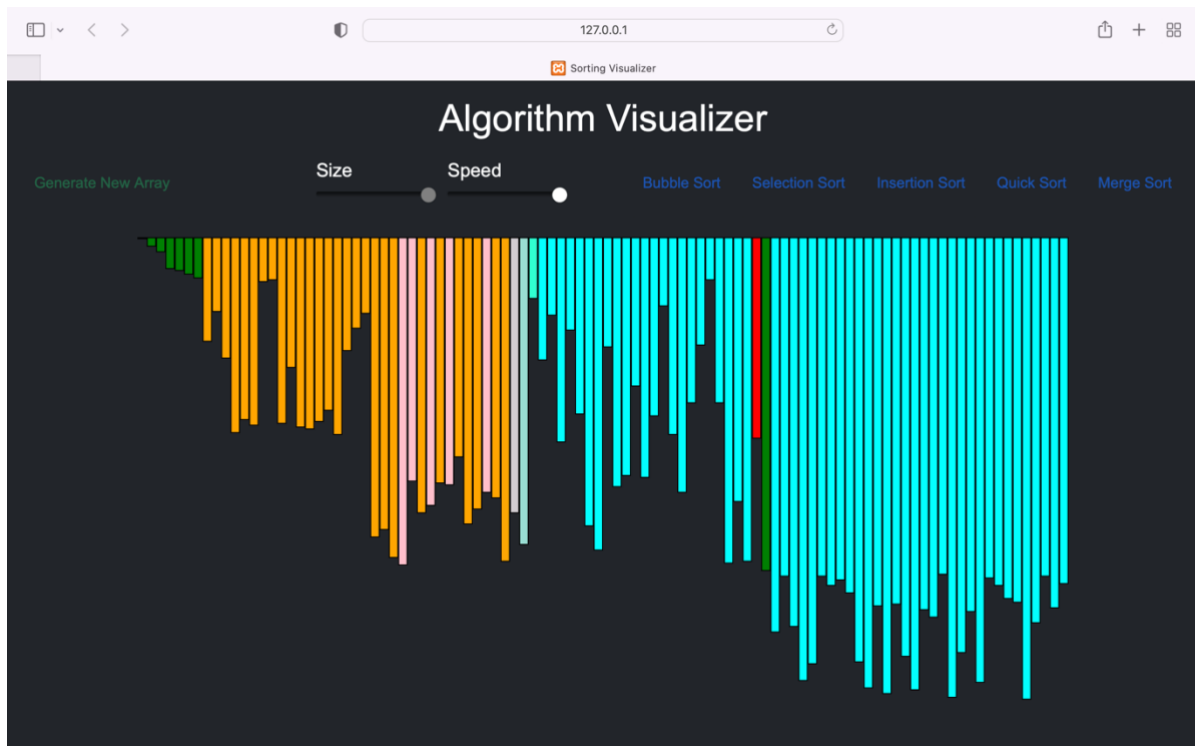 127.0.0.1
Sorting Visualizer
Algorithm Visualizer
Generate New Array
Size
Speed
Bubble Sort
Selection Sort
Insertion Sort
Quick Sort
Merge Sort